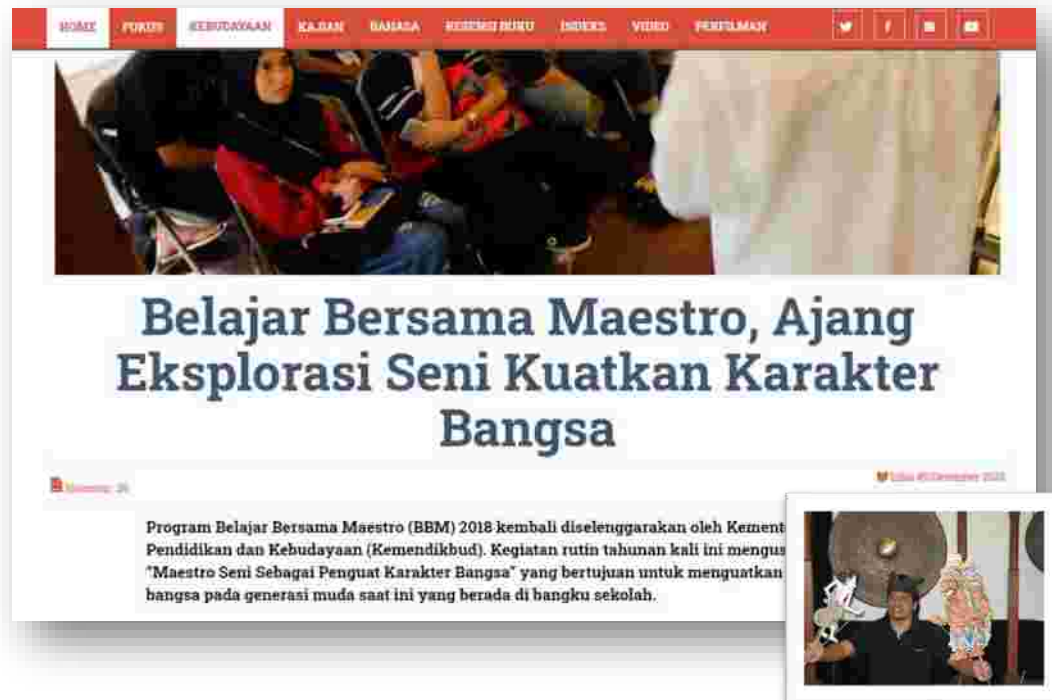 HOME FOKUS KEBUDAYAAN KAJIAN BAHASA RESENSI BUKU INDEKS VIDEO PERFILMAN
Belajar Bersama Maestro, Ajang
Eksplorasi Seni Kuatkan Karakter
Bangsa
Program Belajar Bersama Maestro (BBM) 2018 kembali diselenggarakan oleh Kement
Pendidikan dan Kebudayaan (Kemendikbud). Kegiatan rutin tahunan kali ini mengus
“Maestro Seni Sebagai Penguat Karakter Bangsa” yang bertujuan untuk menguatkan
bangsa pada generasi muda saat ini yang berada di bangku sekolah.